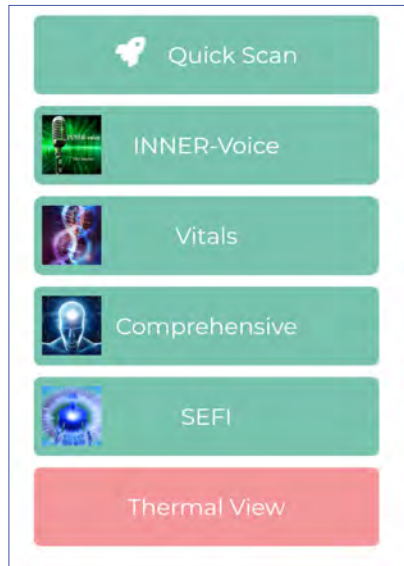 Quick Scan
INNER-Voice
Vitals
Comprehensive
SEFI
Thermal View